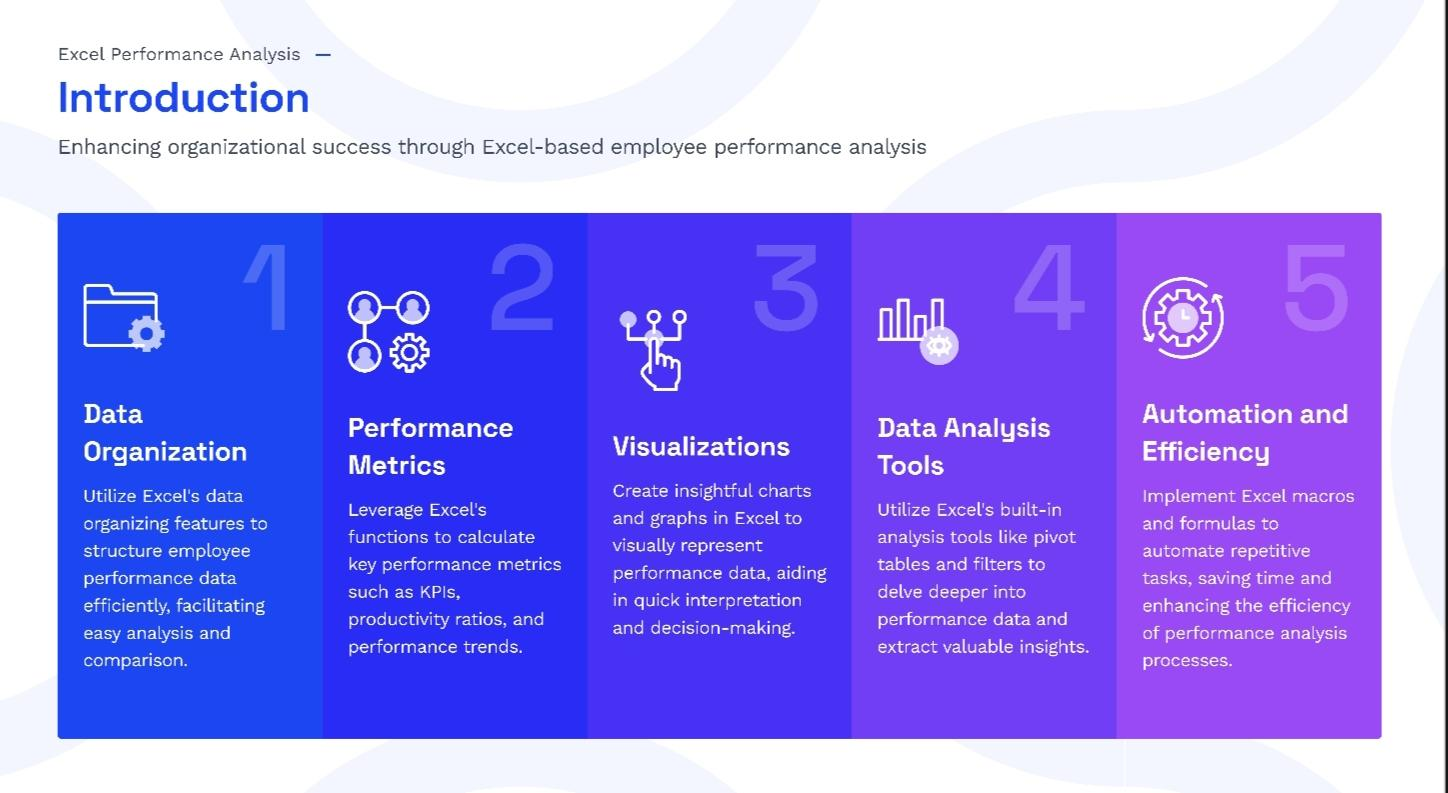 Excel Performance Analysis —
Introduction
Enhancing organizational success through Excel-based employee performance analysis
1
Data
Organization
Utilize Excel's data
organizing features to
structure employee
performance data
efficiently, facilitating
easy analysis and
comparison.
2
Performance
Metrics
Leverage Excel's
functions to calculate
key performance metrics
such as KPIs,
productivity ratios, and
performance trends.
3
Visualizations
Create insightful charts
and graphs in Excel to
visually represent
performance data, aiding
in quick interpretation
and decision-making.
4
Data Analysis
Tools
Utilize Excel's built-in
analysis tools like pivot
tables and filters to
delve deeper into
performance data and
extract valuable insights.
5
Automation and
Efficiency
Implement Excel macros
and formulas to
automate repetitive
tasks, saving time and
enhancing the efficiency
of performance analysis
processes.